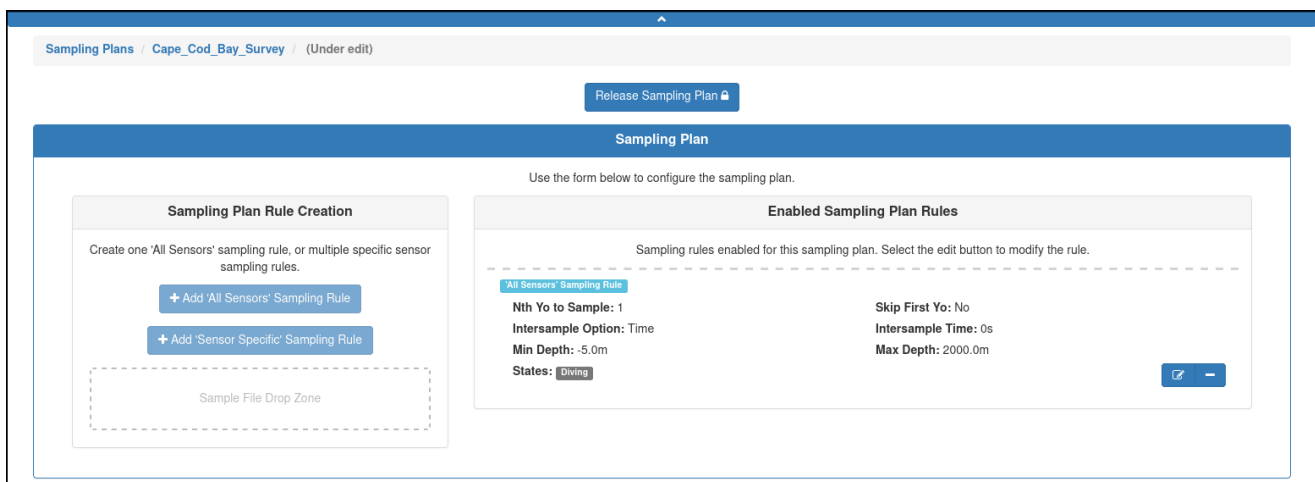 Sampling Plans / Cape_Cod_Bay_Survey / (Under edit)
Release Sampling Plan
Sampling Plan
Use the form below to configure the sampling plan.
Sampling Plan Rule Creation
Create one 'All Sensors' sampling rule, or multiple specific sensor
sampling rules.
+ Add 'All Sensors' Sampling Rule
+ Add 'Sensor Specific' Sampling Rule
Sample File Drop Zone
Enabled Sampling Plan Rules
Sampling rules enabled for this sampling plan. Select the edit button to modify the rule.
'All Sensors' Sampling Rule
Nth Yo to Sample: 1
Skip First Yo: No
Intersample Option: Time
Intersample Time: 0s
Min Depth: -5.0m
Max Depth: 2000.0m
States: Diving